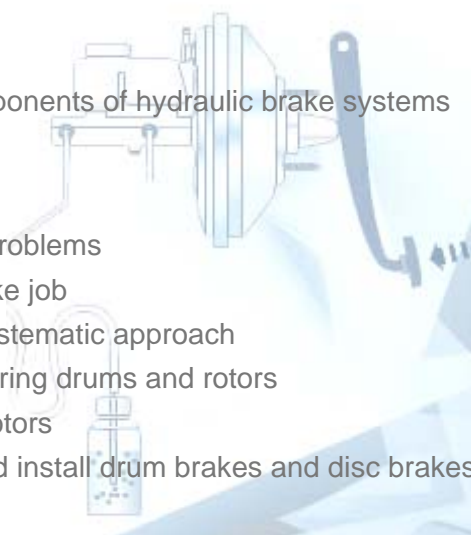 ponents of hydraulic brake systems
roblems
ke job
stematic approach
ring drums and rotors
otors
d install drum brakes and disc brakes